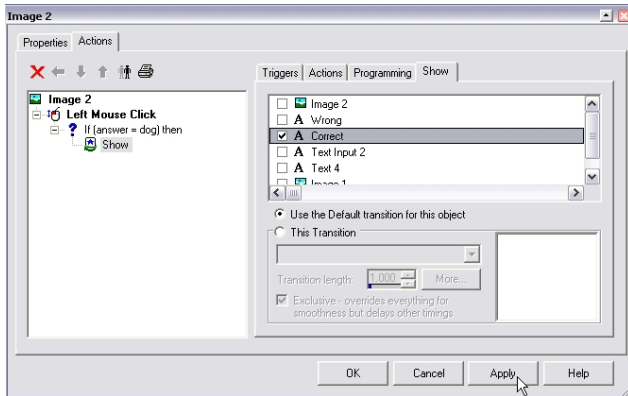 Image 2
Properties Actions
Triggers Actions Programming Show
Image 2
Left Mouse Click
If (answer = dog) then
Show
Image 2
Wrong
Correct
Text Input 2
Text 4
Image 1
Use the Default transition for this object
This Transition
Transition length: 1.000 More...
Exclusive - overrides everything for
smoothness but delays other timings
OK Cancel Apply Help